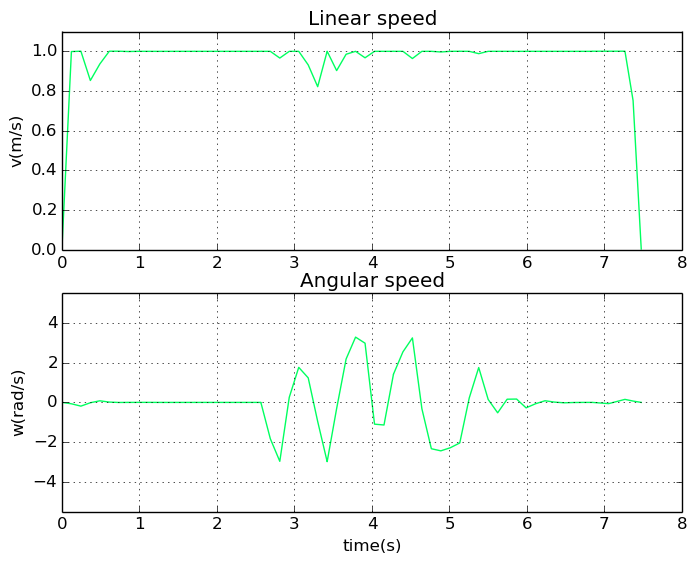 Linear speed
1.0
0.8
0.6
0.4
0.2
0.0
v(m/s)
0 1 2 3 4 5 6 7 8
Angular speed
4
2
0
−2
−4
w(rad/s)
0 1 2 3 4 5 6 7 8
time(s)